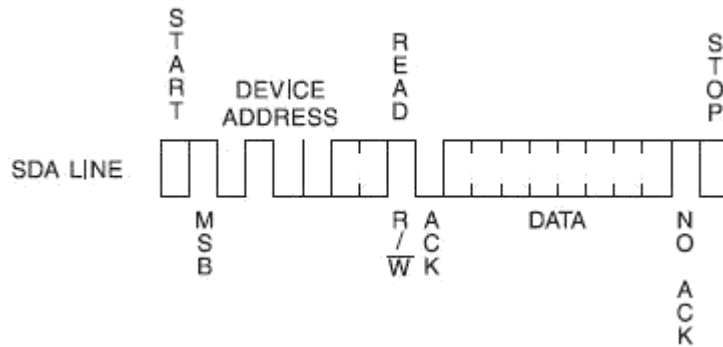 START
READ
STOP
DEVICE
ADDRESS
SDA LINE
MSB
R/W
ACK
DATA
NO ACK